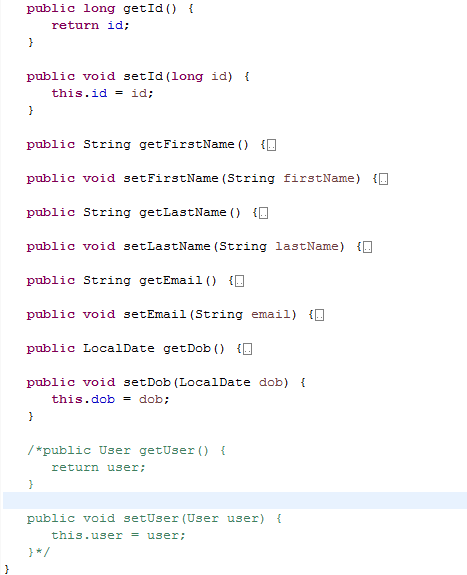 public long getId() {
return id;
}
public void setId(long id) {
this.id = id;
}
public String getFirstName() {..
public void setFirstName(String firstName) {..
public String getLastName() {..
public void setLastName(String lastName) {..
public String getEmail() {..
public void setEmail(String email) {..
public LocalDate getDob() {..
public void setDob(LocalDate dob) {
this.dob = dob;
}
/*public User getUser() {
return user;
}
public void setUser(User user) {
this.user = user;
}*/
}